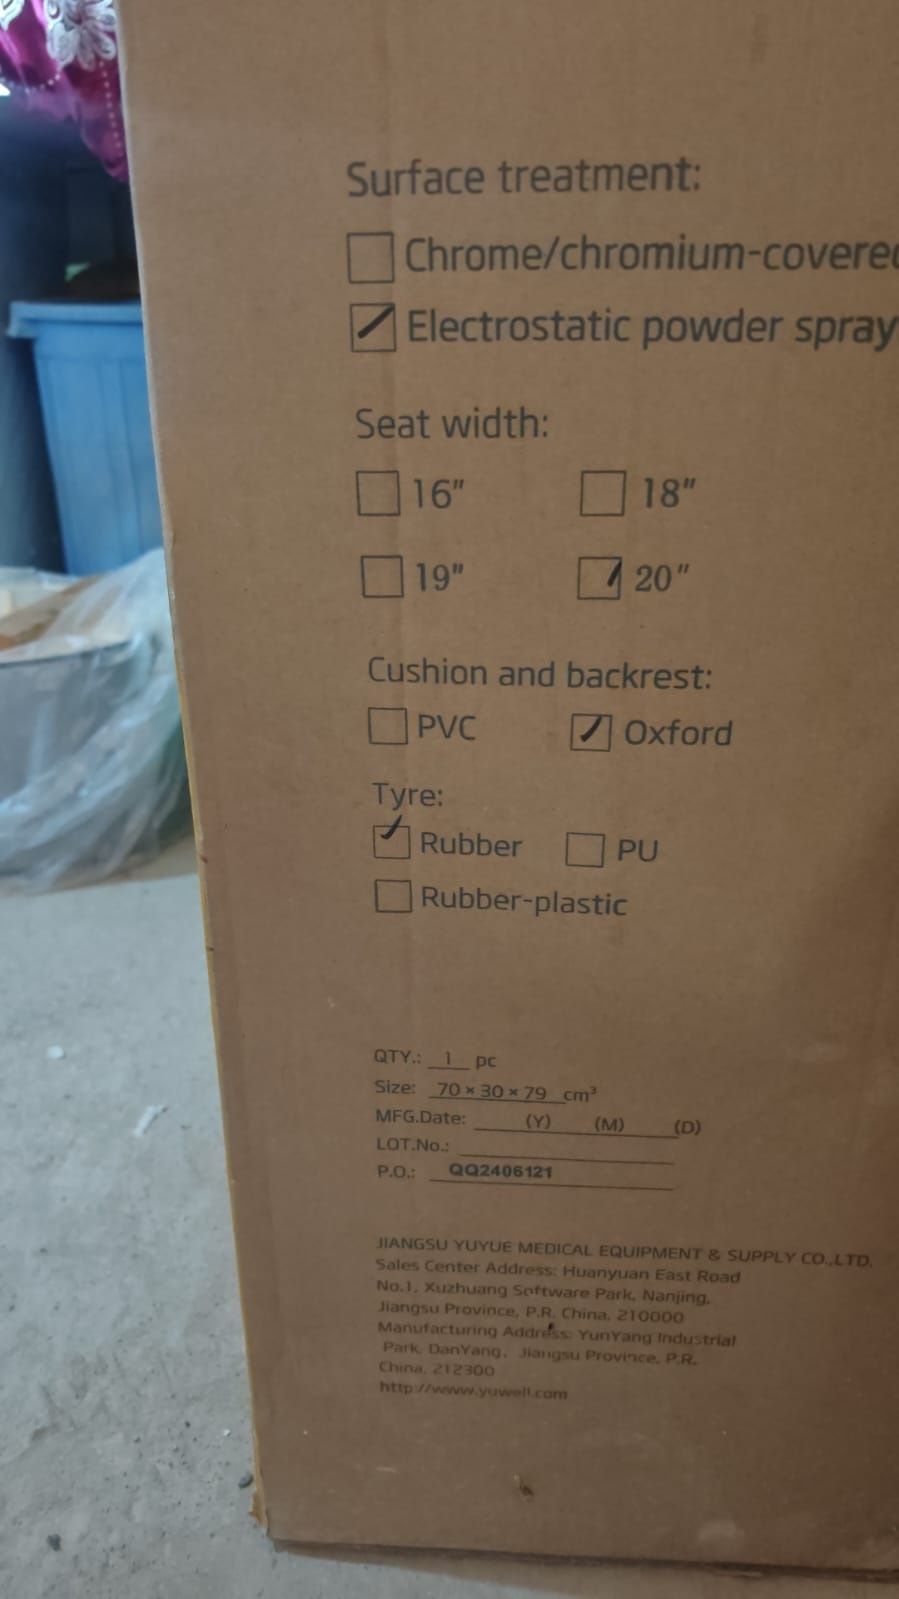 Surface treatment:
Chrome/chromium-covered
Electrostatic powder spray
Seat width:
16" 18"
19" 20"
Cushion and backrest:
PVC Oxford
Tyre:
Rubber PU
Rubber-plastic
QTY.: 1 pc
Size: 70×30×79 cm³
MFG.Date: (Y) (M) (D)
LOT.No.:
P.O.: QQ2406121
JIANGSU YUYUE MEDICAL EQUIPMENT & SUPPLY CO.,LTD.
Sales Center Address: Huanyuan East Road
No.1, Xuzhuang Software Park, Nanjing,
Jiangsu Province, P.R. China. 210000
Manufacturing Address: YunYang Industrial
Park, DanYang, Jiangsu Province, P.R.
China. 212300
http://www.yuwell.com